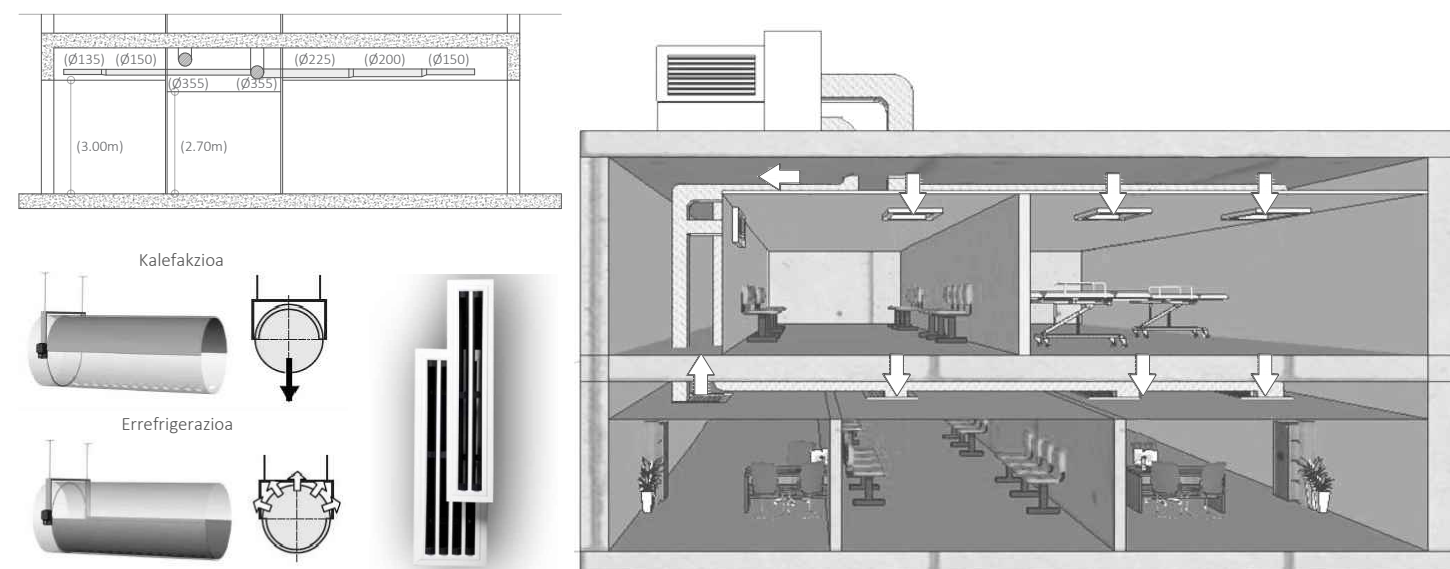 (Ø135) (Ø150) (Ø225) (Ø200) (Ø150)
(Ø355) (Ø355)
(3.00m) (2.70m)
Kalefakzioa
Errefrigerazioa